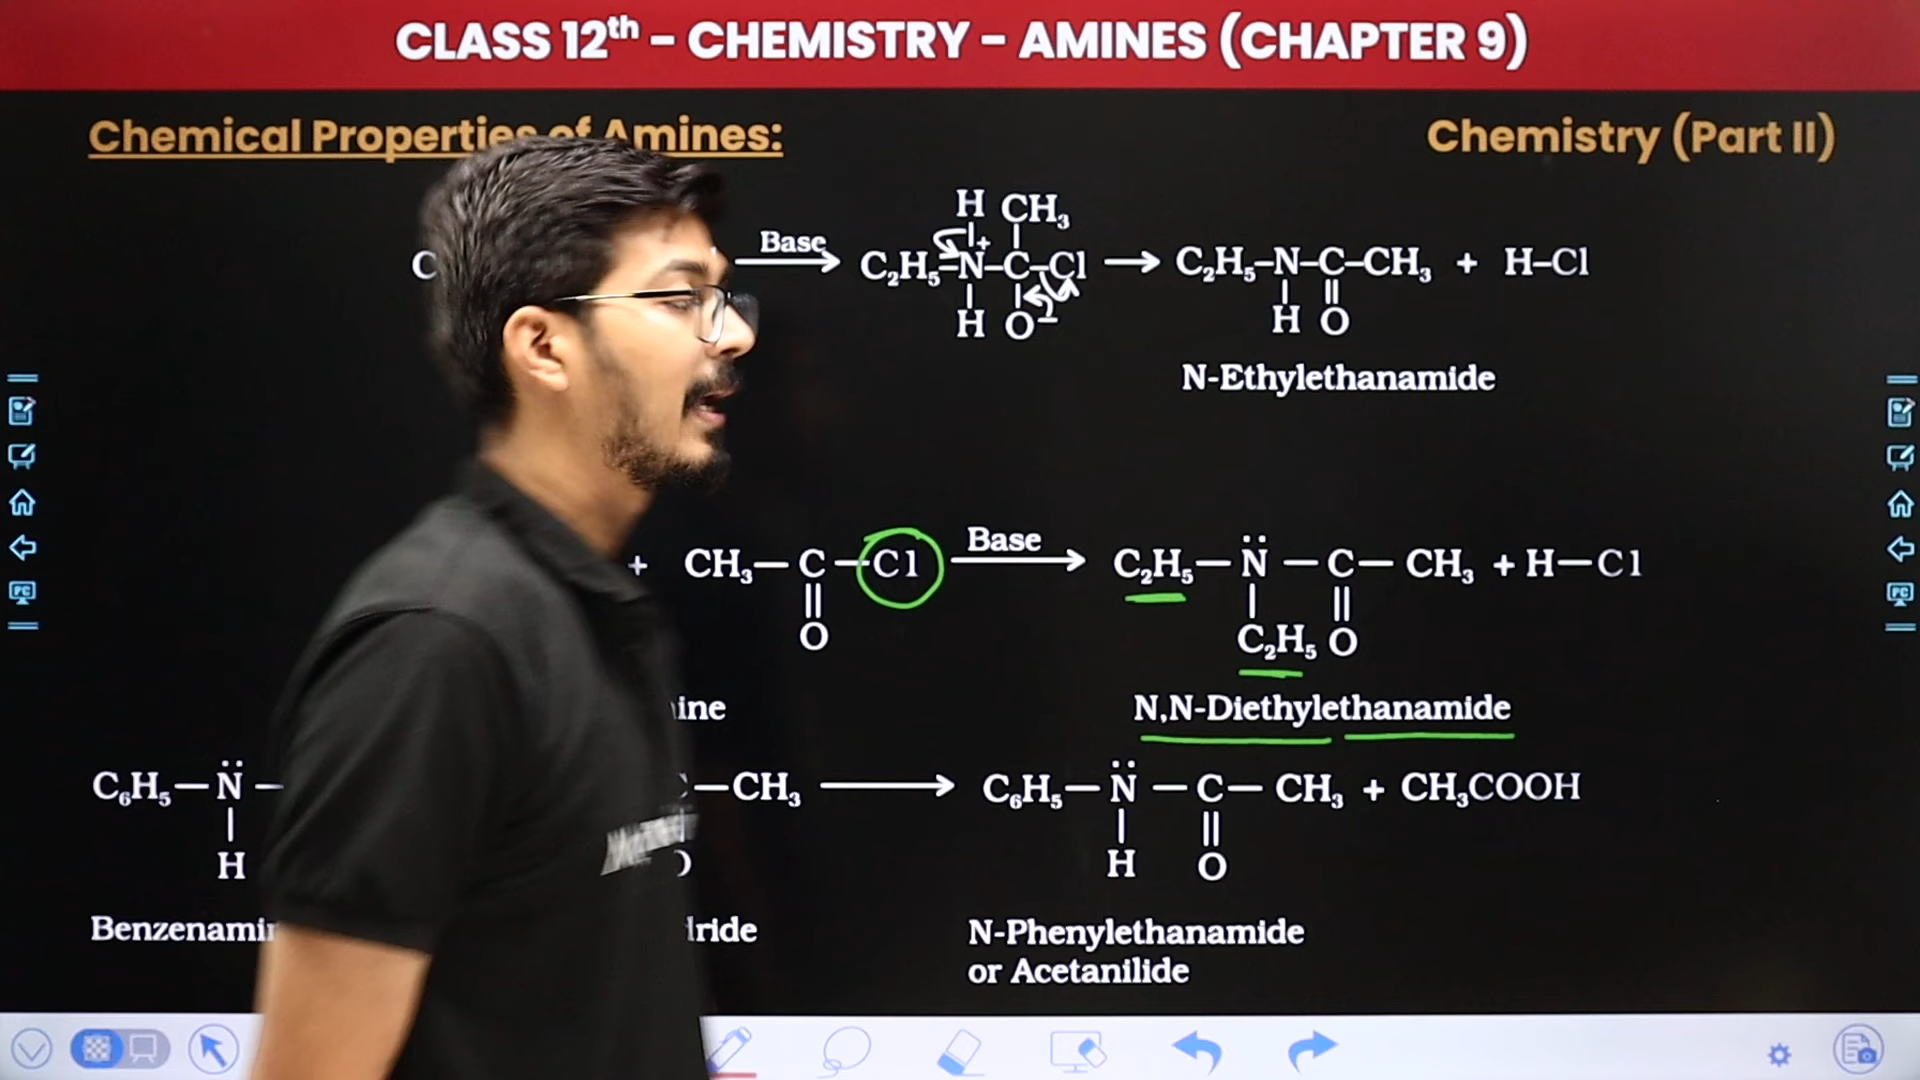 CLASS 12th - CHEMISTRY - AMINES (CHAPTER 9)
Chemical Properties of Amines:
Chemistry (Part II)
H CH₃
C Base C₂H₅–N–C–Cl → C₂H₅–N–C–CH₃ + H–Cl
+
H O⁻ H O
N-Ethylethanamide
+ CH₃—C—Cl Base C₂H₅—N̈—C—CH₃ + H—Cl
O C₂H₅ O
N,N-Diethylethanamide
C₆H₅—N̈— —CH₃ → C₆H₅—N̈—C—CH₃ + CH₃COOH
H H O
N-Phenylethanamide
or Acetanilide